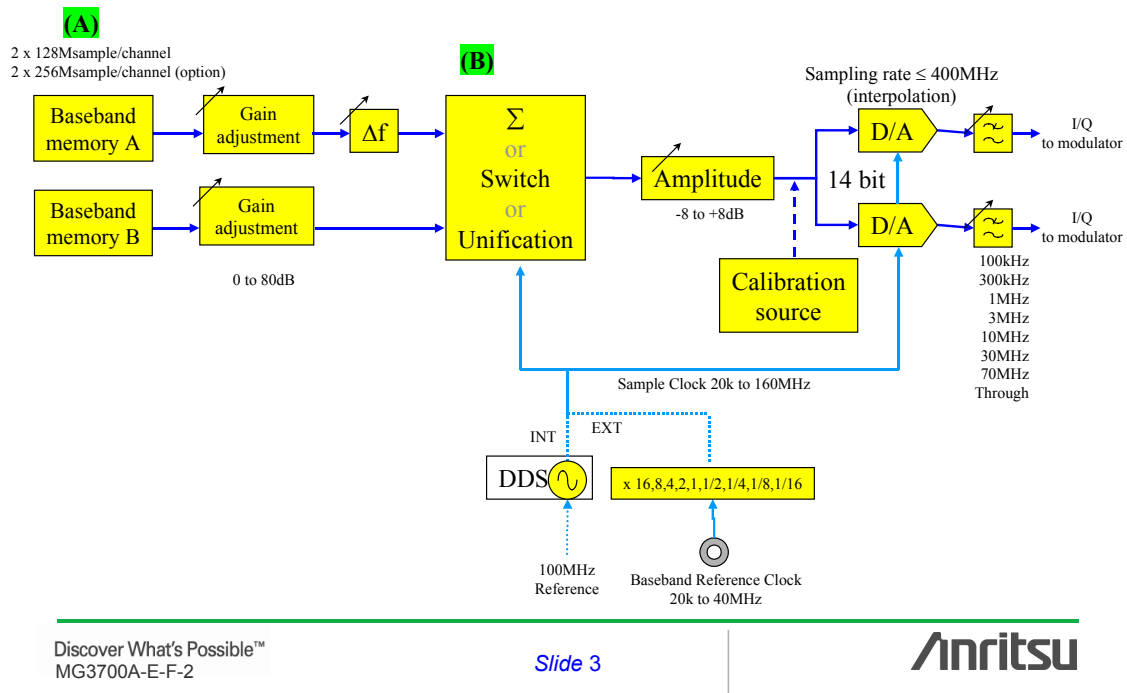 (A)
2 x 128Msample/channel
2 x 256Msample/channel (option)
(B)
Sampling rate ≤ 400MHz
(interpolation)
Baseband
memory A
Gain
adjustment
Δf
Σ
or
Switch
or
Unification
Amplitude
-8 to +8dB
14 bit
D/A
I/Q
to modulator
Baseband
memory B
Gain
adjustment
0 to 80dB
D/A
I/Q
to modulator
Calibration
source
100kHz
300kHz
1MHz
3MHz
10MHz
30MHz
70MHz
Through
Sample Clock 20k to 160MHz
INT
EXT
DDS
x 16,8,4,2,1,1/2,1/4,1/8,1/16
100MHz
Reference
Baseband Reference Clock
20k to 40MHz
Discover What's Possible™
MG3700A-E-F-2
Slide 3
Anritsu